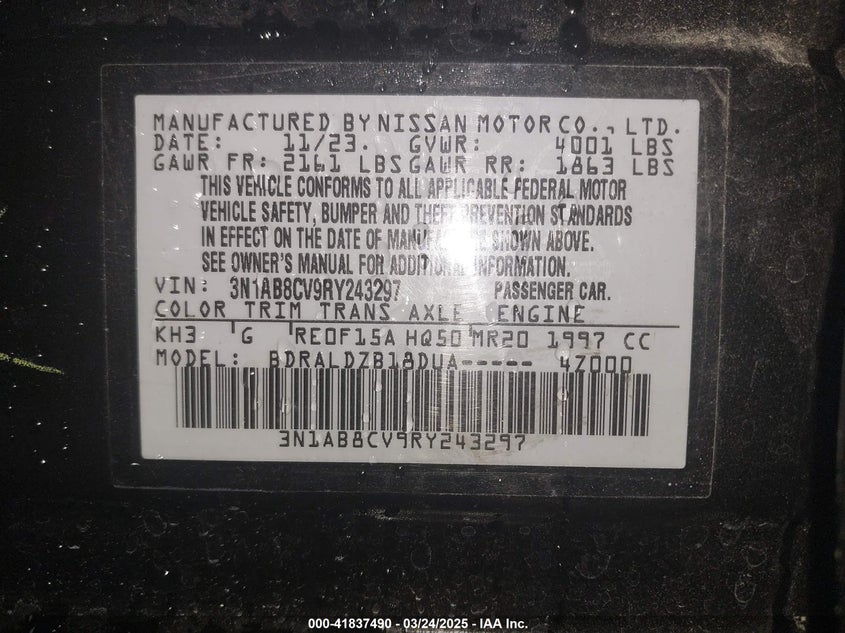 MANUFACTURED BY NISSAN MOTOR CO., LTD.
DATE: 11/23. GVWR: 4001 LBS
GAWR FR: 2161 LBS GAWR RR: 1863 LBS
THIS VEHICLE CONFORMS TO ALL APPLICABLE FEDERAL MOTOR
VEHICLE SAFETY, BUMPER AND THEFT PREVENTION STANDARDS
IN EFFECT ON THE DATE OF MANUFACTURE SHOWN ABOVE.
SEE OWNER'S MANUAL FOR ADDITIONAL INFORMATION.
VIN: 3N1AB8CV9RY243297 PASSENGER CAR.
COLOR TRIM TRANS AXLE ENGINE
KH3 G RE0F15A HQ50 MR20 1997 CC
MODEL: BDRALDZB18DUA----- 47000
3N1AB8CV9RY243297
000-41837490 - 03/24/2025 - IAA Inc.